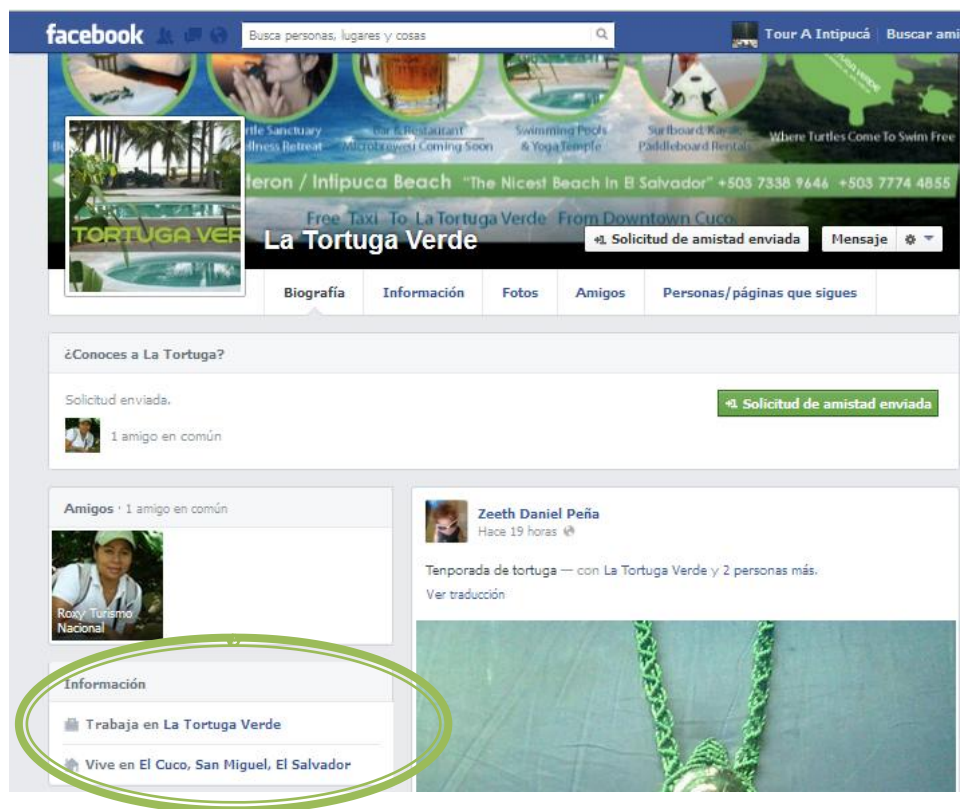 facebook
Busca personas, lugares y cosas
Tour A Intipucá
Buscar ami
Turtle Sanctuary
Wellness Retreat
Bar & Restaurant
Microbrewery Coming Soon
Swimming Pools
& Yoga Temple
Surfboard, Kayak
Paddleboard Rentals
Where Turtles Come To Swim Free
teron / Intipuca Beach "The Nicest Beach In El Salvador" +503 7338 9646 +503 7774 4855
Free Taxi To La Tortuga Verde From Downtown Cuco
TORTUGA VER
La Tortuga Verde
+1 Solicitud de amistad enviada
Mensaje
Biografía
Información
Fotos
Amigos
Personas/páginas que sigues
¿Conoces a La Tortuga?
Solicitud enviada.
+1 Solicitud de amistad enviada
1 amigo en común
Amigos · 1 amigo en común
Roxy Turismo
Nacional
Información
Trabaja en La Tortuga Verde
Vive en El Cuco, San Miguel, El Salvador
Zeeth Daniel Peña
Hace 19 horas
Tenporada de tortuga — con La Tortuga Verde y 2 personas más.
Ver traducción